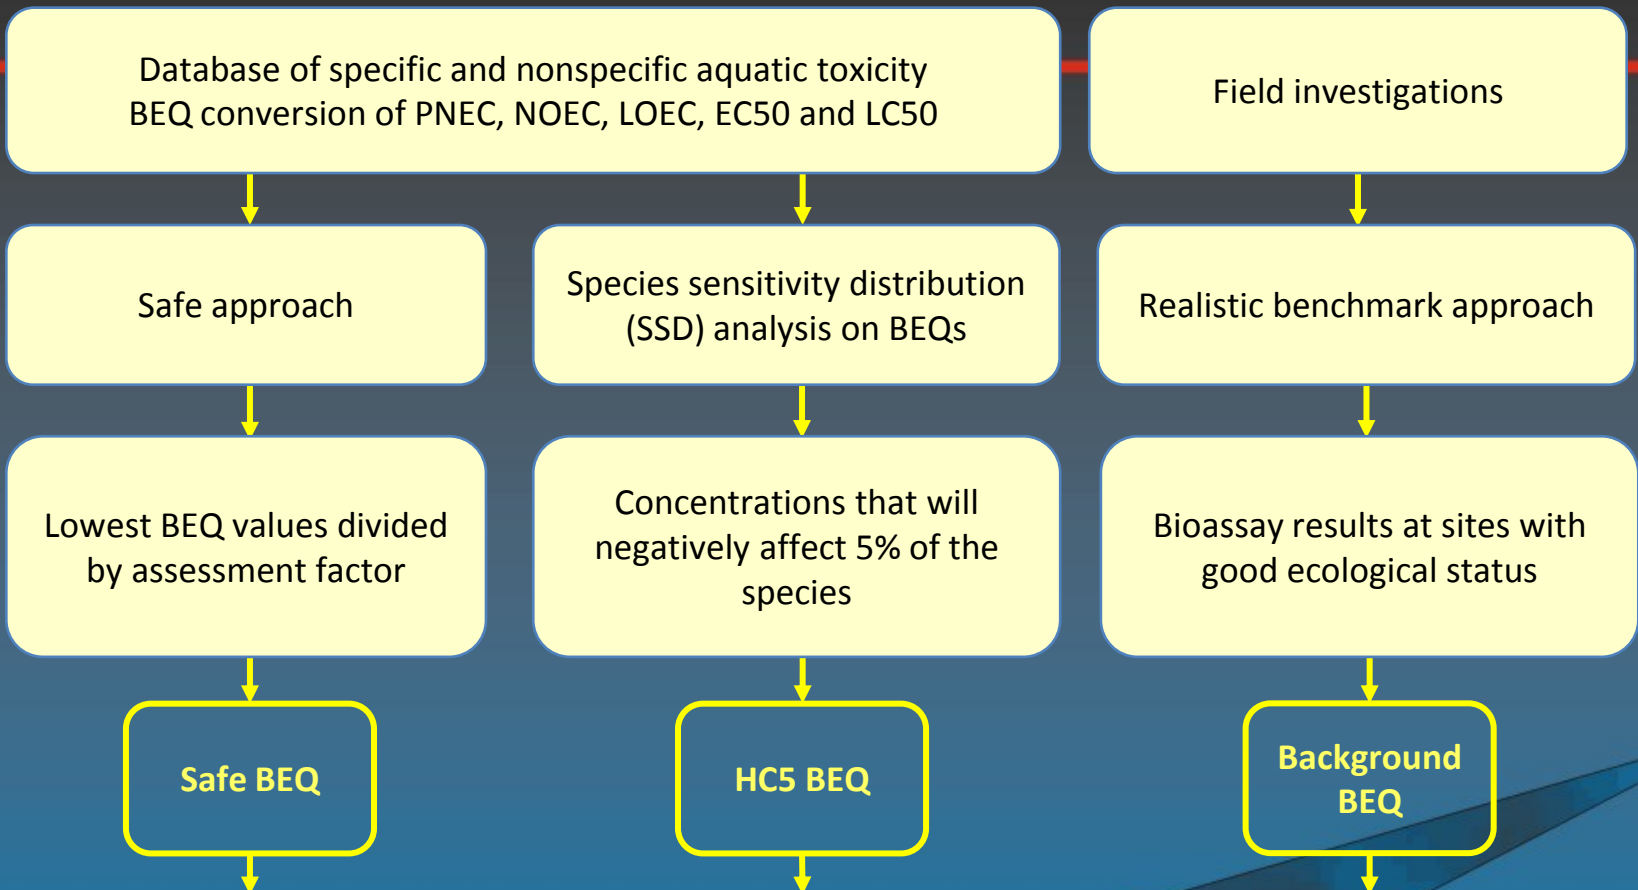 Database of specific and nonspecific aquatic toxicity
BEQ conversion of PNEC, NOEC, LOEC, EC50 and LC50
Field investigations
Safe approach
Species sensitivity distribution
(SSD) analysis on BEQs
Realistic benchmark approach
Lowest BEQ values divided
by assessment factor
Concentrations that will
negatively affect 5% of the
species
Bioassay results at sites with
good ecological status
Safe BEQ
HC5 BEQ
Background
BEQ